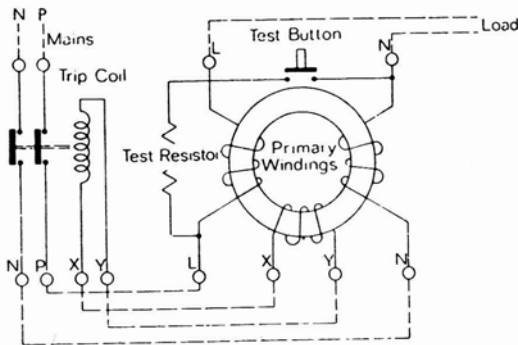 N P
Mains
Trip Coil
L
Test Button
N
Load
Test Resistor
Primary
Windings
N P X Y L X Y N